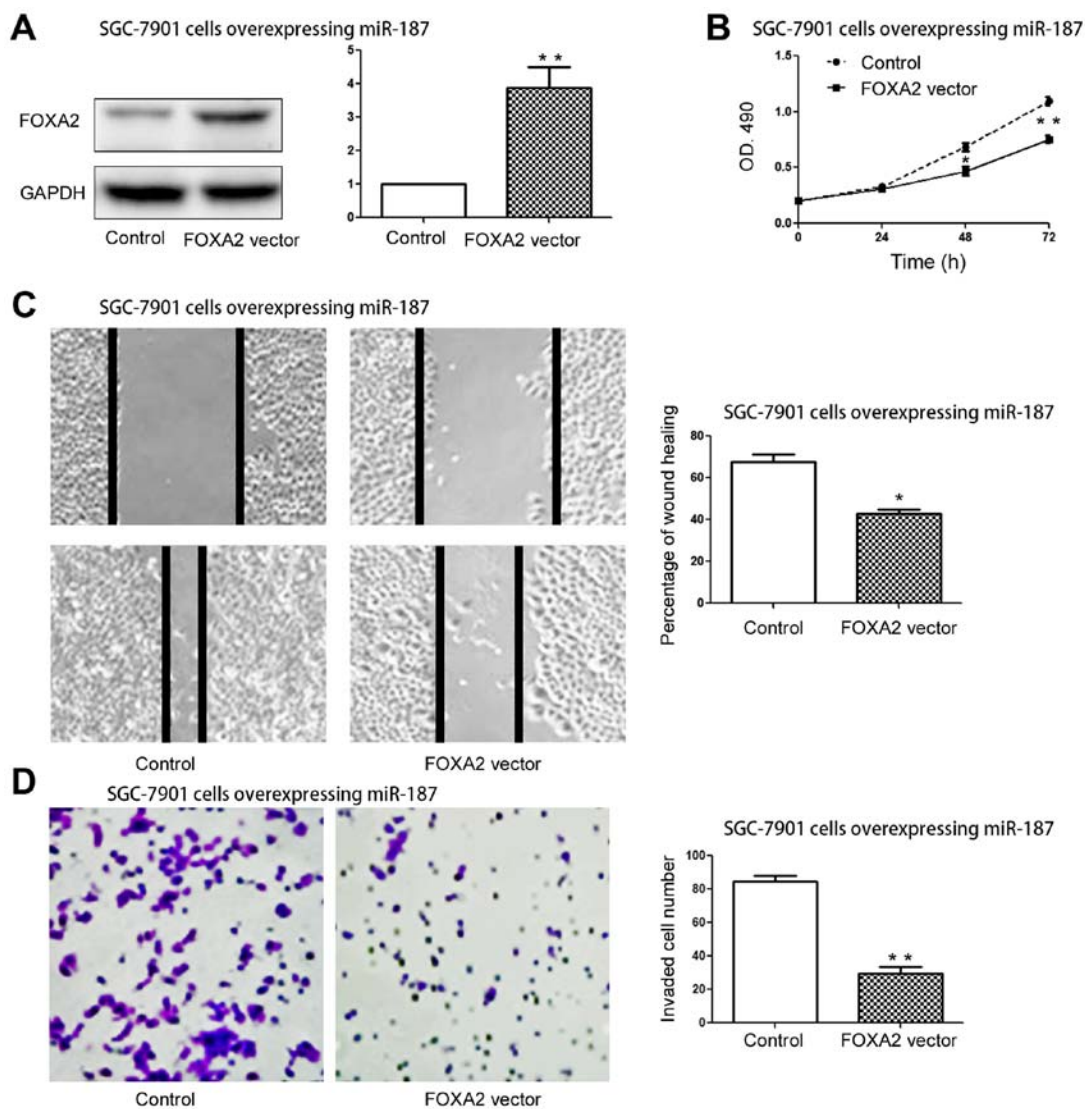 A
SGC-7901 cells overexpressing miR-187
FOXA2
GAPDH
Control
FOXA2 vector
5
4
3
2
1
0
* *
Control
FOXA2 vector
B
SGC-7901 cells overexpressing miR-187
Control
FOXA2 vector
OD. 490
1.5
1.0
0.5
0.0
*
* *
0
24
48
72
Time (h)
C
SGC-7901 cells overexpressing miR-187
Control
FOXA2 vector
SGC-7901 cells overexpressing miR-187
Percentage of wound healing
80
60
40
20
0
*
Control
FOXA2 vector
D
SGC-7901 cells overexpressing miR-187
Control
FOXA2 vector
SGC-7901 cells overexpressing miR-187
Invaded cell number
100
80
60
40
20
0
* *
Control
FOXA2 vector